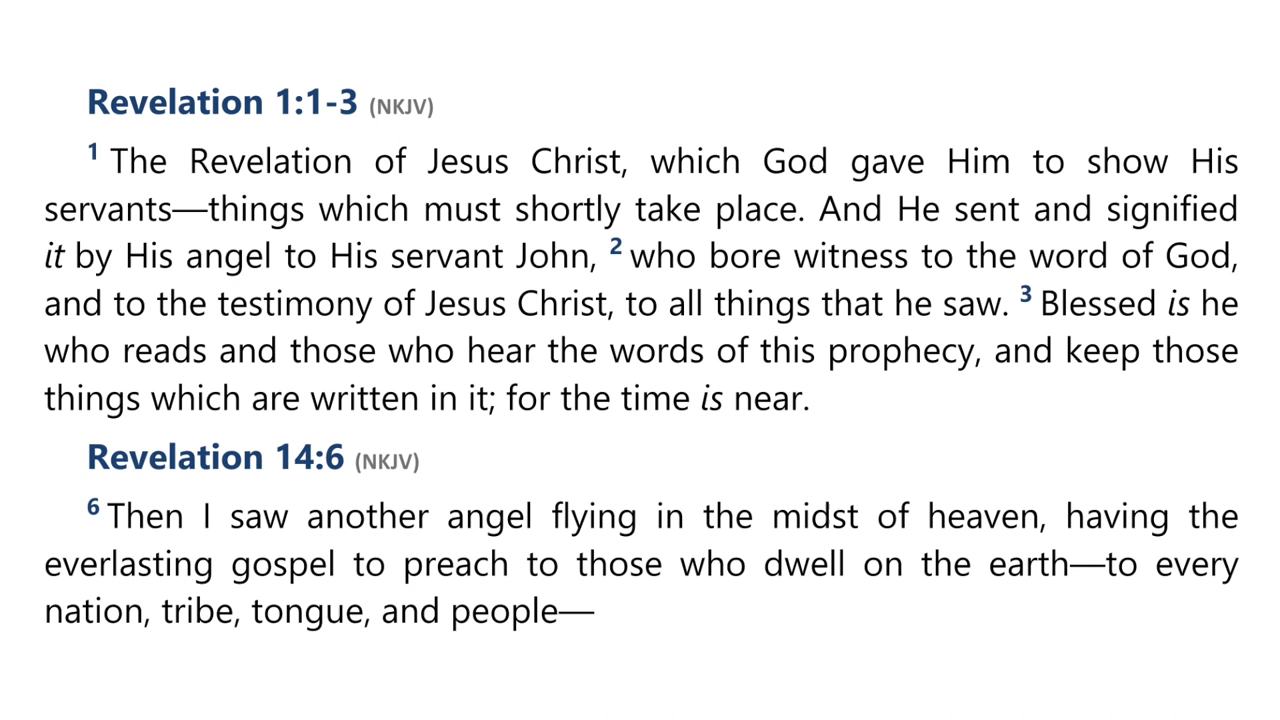 Revelation 1:1-3 (NKJV)
1 The Revelation of Jesus Christ, which God gave Him to show His
servants—things which must shortly take place. And He sent and signified
it by His angel to His servant John, 2 who bore witness to the word of God,
and to the testimony of Jesus Christ, to all things that he saw. 3 Blessed is he
who reads and those who hear the words of this prophecy, and keep those
things which are written in it; for the time is near.
Revelation 14:6 (NKJV)
6 Then I saw another angel flying in the midst of heaven, having the
everlasting gospel to preach to those who dwell on the earth—to every
nation, tribe, tongue, and people—